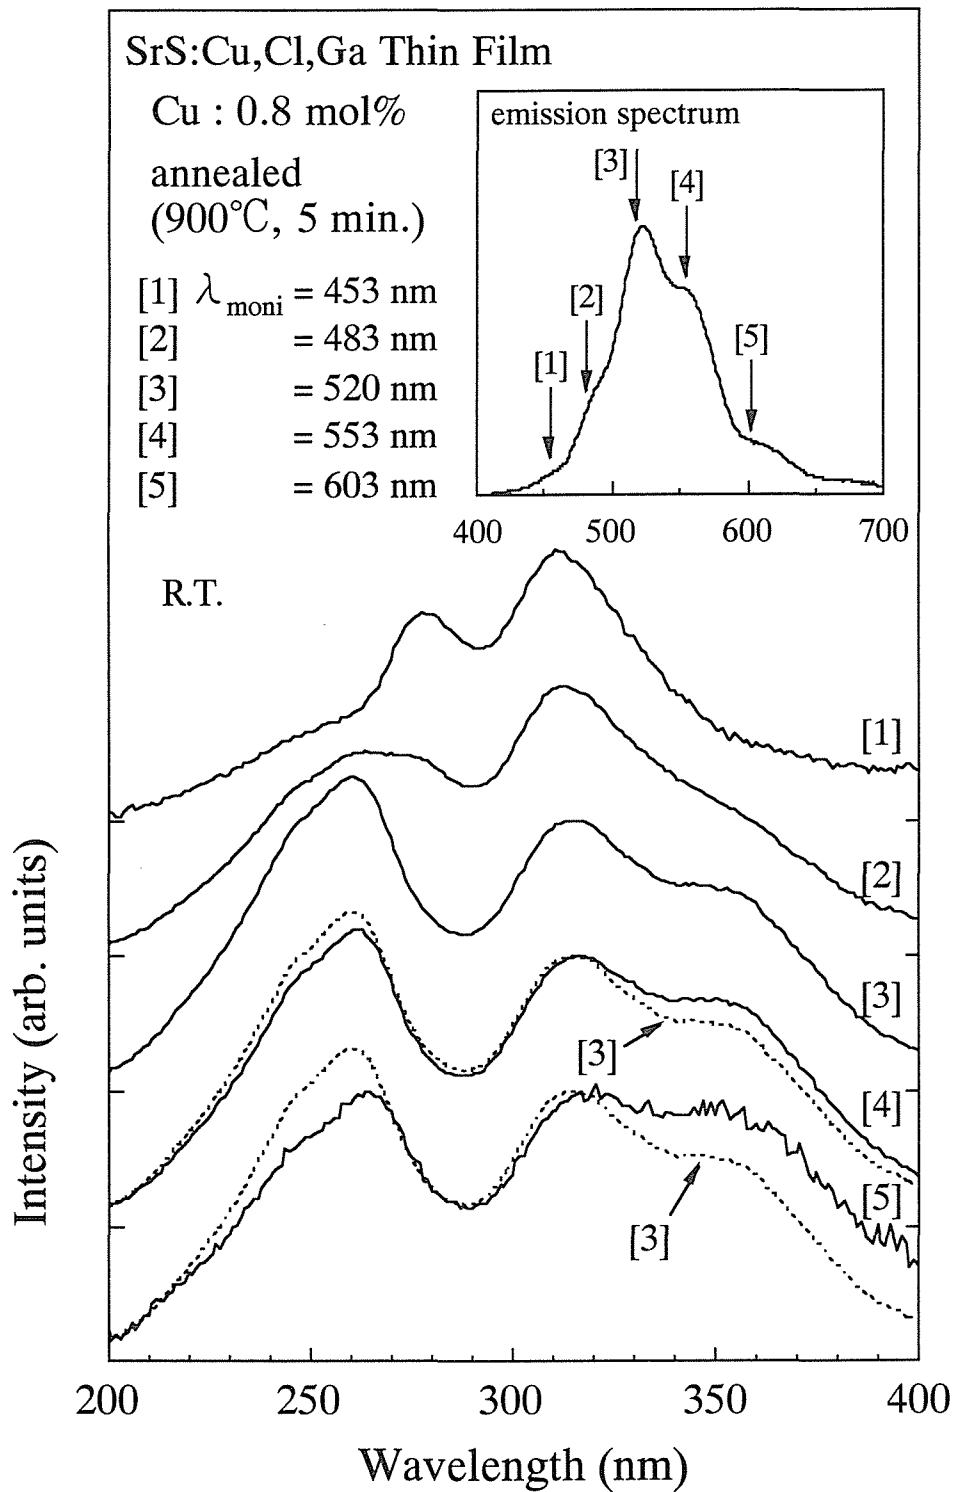 SrS:Cu,Cl,Ga Thin Film
Cu : 0.8 mol%
annealed
(900℃, 5 min.)
[1] λmoni = 453 nm
[2] = 483 nm
[3] = 520 nm
[4] = 553 nm
[5] = 603 nm
emission spectrum
[3]
[4]
[2]
[5]
[1]
400 500 600 700
R.T.
[1]
[2]
[3]
[3]
[4]
[5]
[3]
Intensity (arb. units)
200 250 300 350 400
Wavelength (nm)